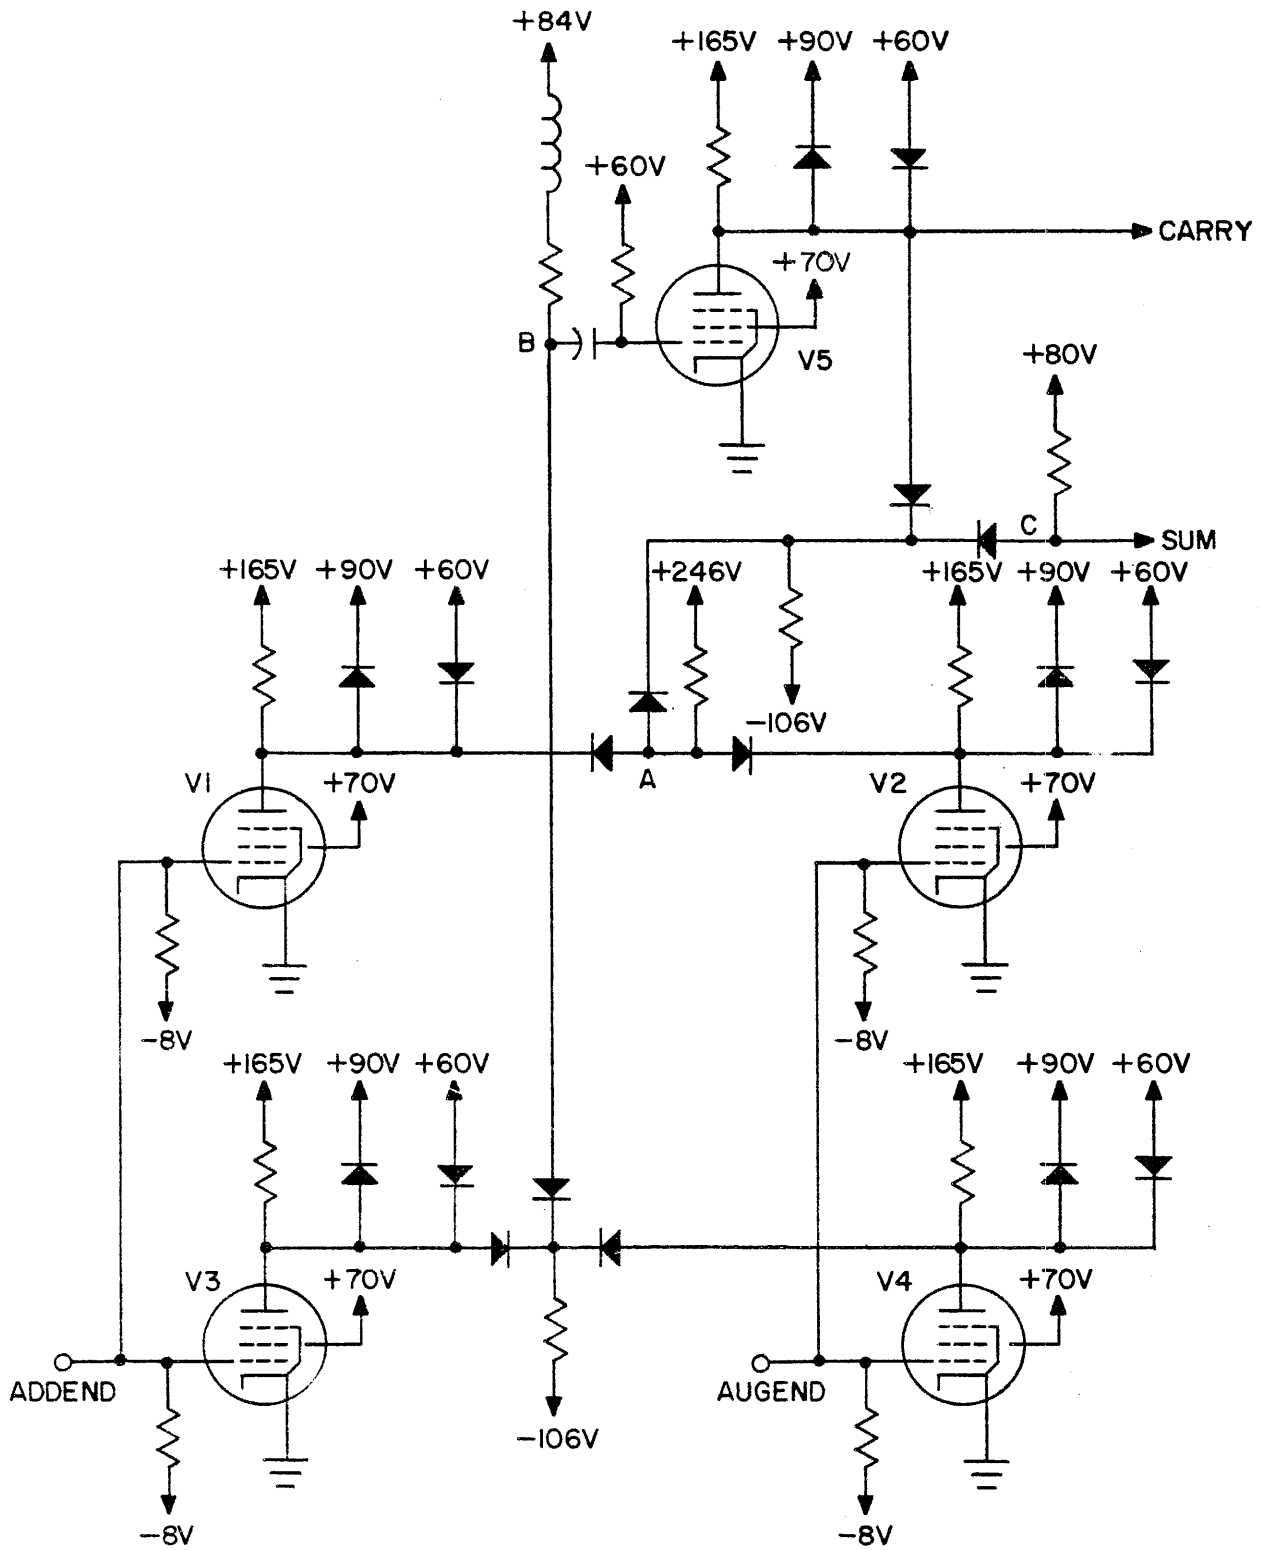 +84V
+165V +90V +60V
+60V
CARRY
+70V
B
V5
+80V
C
SUM
+165V +90V +60V
+246V
+165V +90V +60V
-106V
A
V1
+70V
V2
+70V
-8V
-8V
+165V +90V +60V
+165V +90V +60V
V3
+70V
V4
+70V
ADDEND
AUGEND
-106V
-8V
-8V